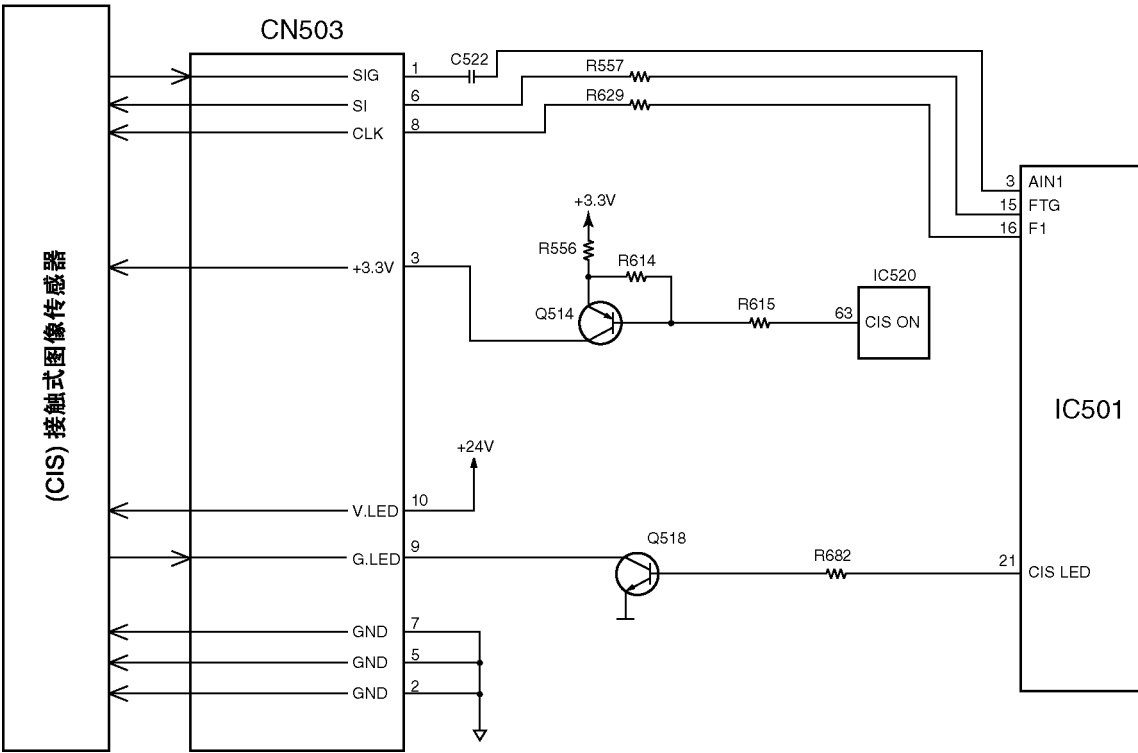 CN503
SIG 1 C522
SI 6 R557
CLK 8 R629
3 AIN1
15 FTG
16 F1
+3.3V
R556
R614
+3.3V 3
Q514
R615
IC520
63 CIS ON
IC501
(CIS) 接触式图像传感器
+24V
V.LED 10
G.LED 9
Q518
R682
21 CIS LED
GND 7
GND 5
GND 2